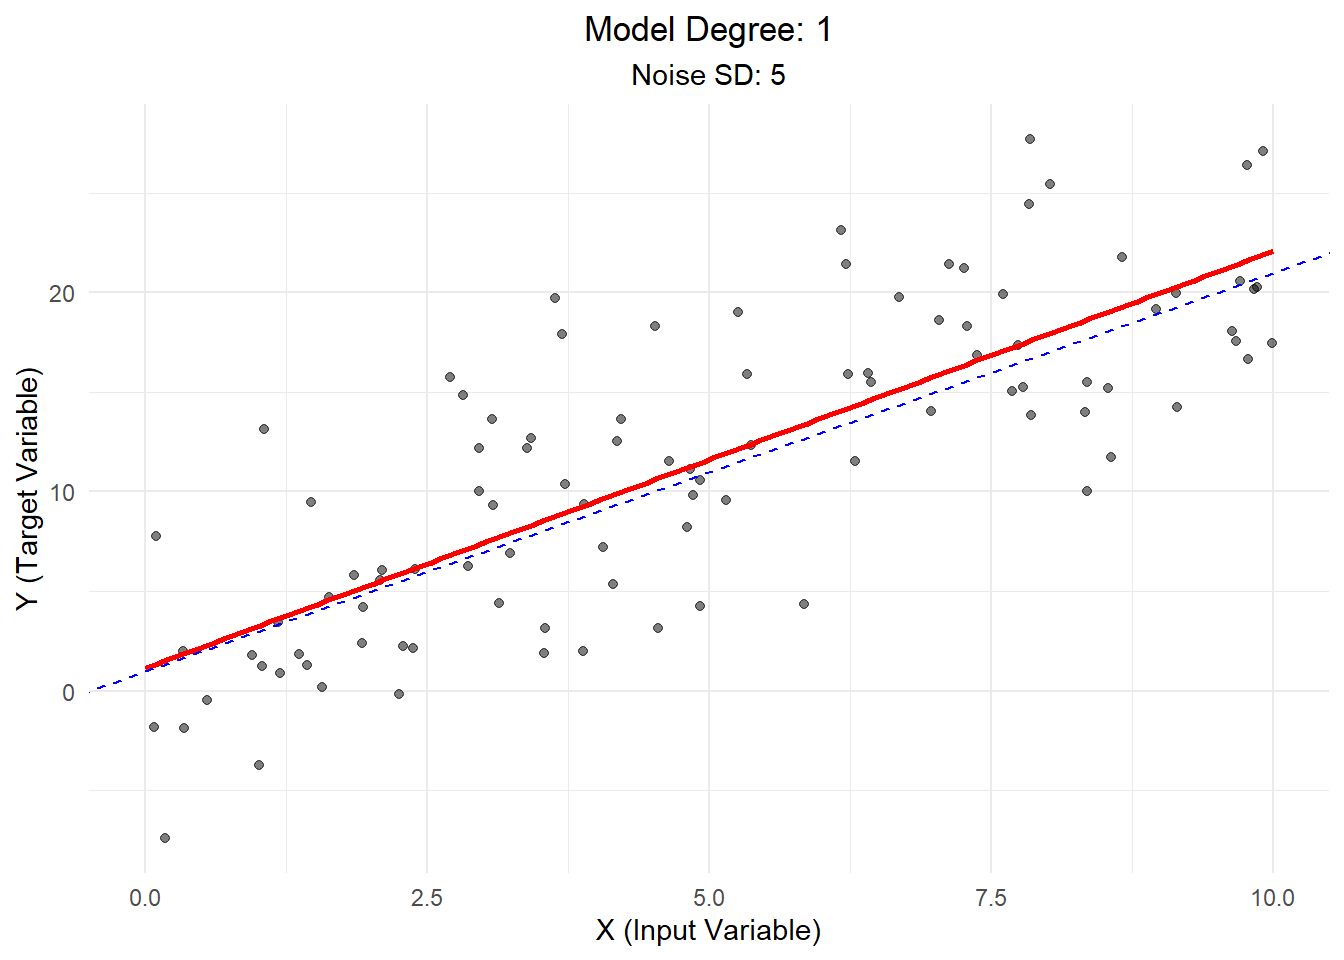 Model Degree: 1
Noise SD: 5
Y (Target Variable)
20
10
0
0.0 2.5 5.0 7.5 10.0
X (Input Variable)